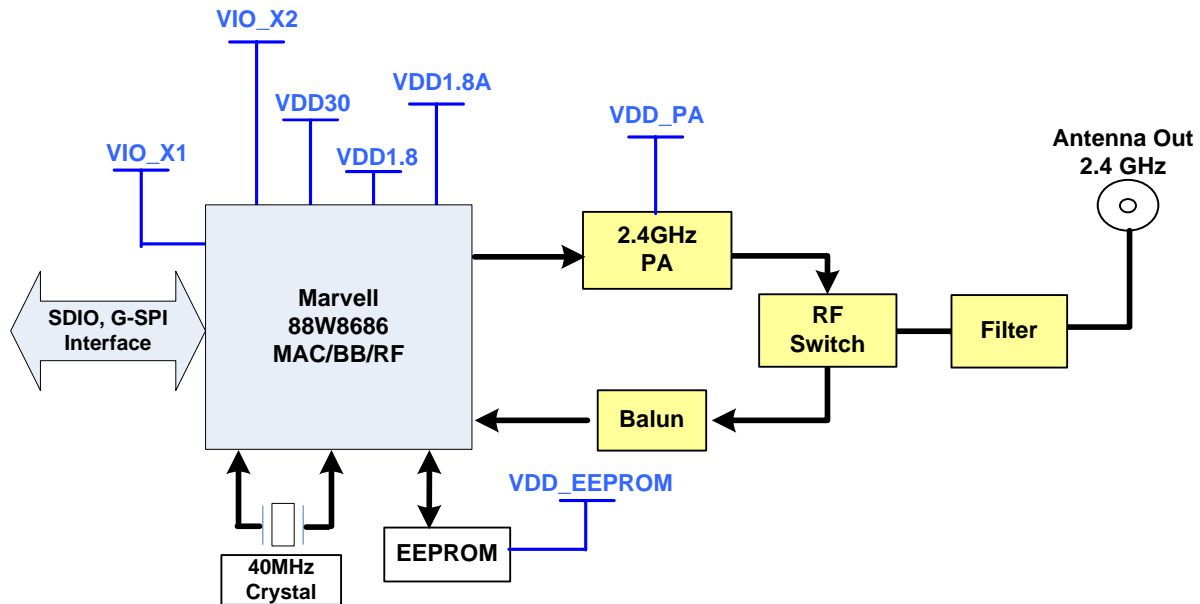 VIO_X2
VDD1.8A
VDD30
VDD_PA
VIO_X1
VDD1.8
Antenna Out
2.4 GHz
2.4GHz
PA
Marvell
88W8686
MAC/BB/RF
SDIO, G-SPI
Interface
RF
Switch
Filter
Balun
VDD_EEPROM
EEPROM
40MHz
Crystal